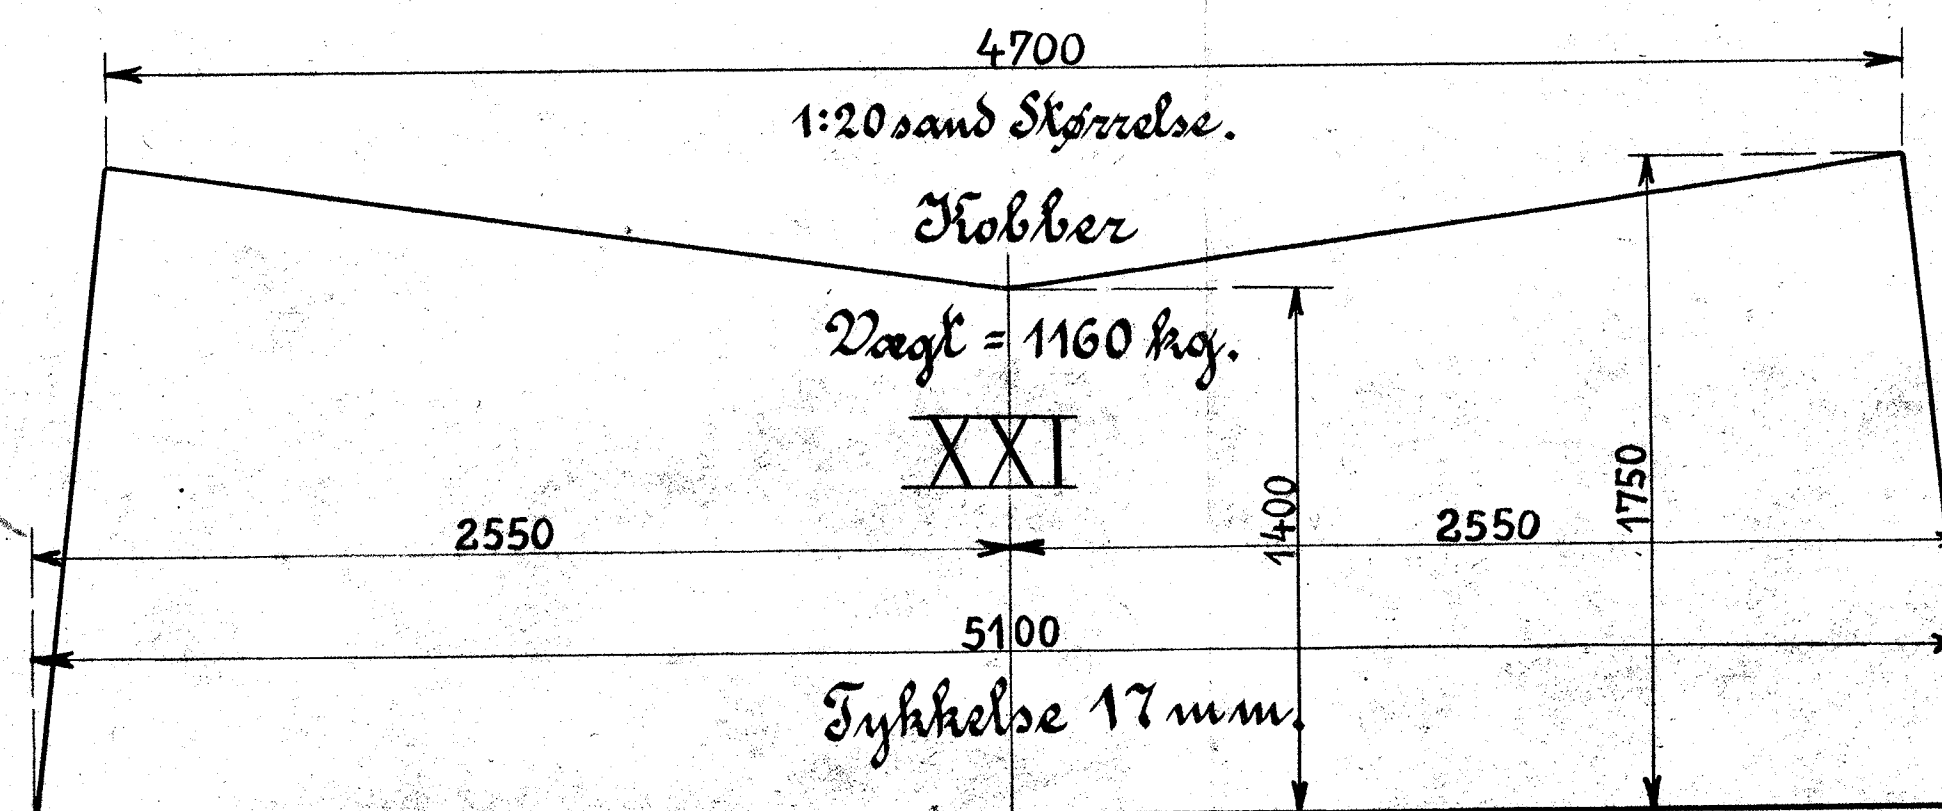 4700
1:20 sand Størrelse.
Kobber
Vægt = 1160 kg.
XXI
1400
1750
2550
2550
5100
Tykkelse 17 mm.